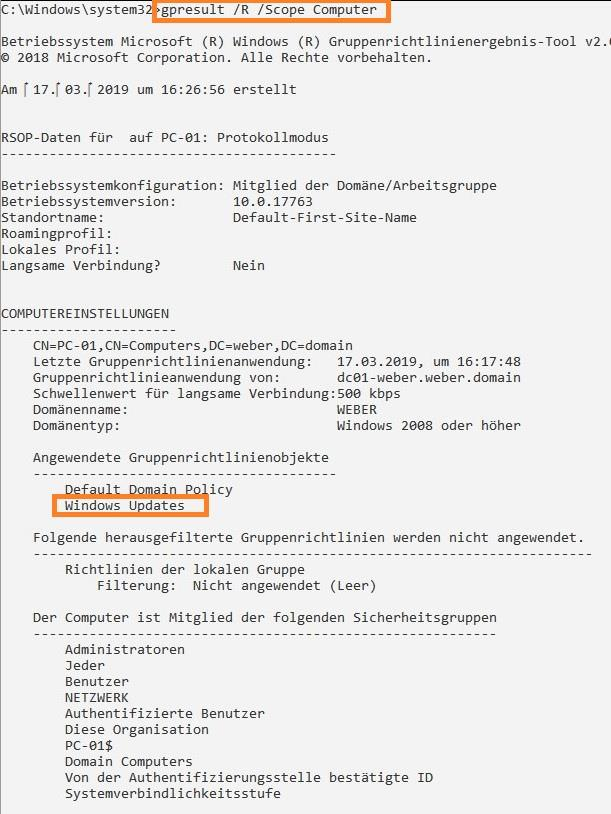 C:\Windows\system32>gpresult /R /Scope Computer
Betriebssystem Microsoft (R) Windows (R) Gruppenrichtlinienergebnis-Tool v2.0
© 2018 Microsoft Corporation. Alle Rechte vorbehalten.
Am 17. 03. 2019 um 16:26:56 erstellt
RSOP-Daten für  auf PC-01: Protokollmodus
------------------------------------------
Betriebssystemkonfiguration: Mitglied der Domäne/Arbeitsgruppe
Betriebssystemversion:       10.0.17763
Standortname:                Default-First-Site-Name
Roamingprofil:
Lokales Profil:
Langsame Verbindung?         Nein
COMPUTEREINSTELLUNGEN
----------------------
CN=PC-01,CN=Computers,DC=weber,DC=domain
Letzte Gruppenrichtlinienanwendung:   17.03.2019, um 16:17:48
Gruppenrichtlinieanwendung von:       dc01-weber.weber.domain
Schwellenwert für langsame Verbindung:500 kbps
Domänenname:                          WEBER
Domänentyp:                           Windows 2008 oder höher
Angewendete Gruppenrichtlinienobjekte
--------------------------------------
Default Domain Policy
Windows Updates
Folgende herausgefilterte Gruppenrichtlinien werden nicht angewendet.
----------------------------------------------------------------------
Richtlinien der lokalen Gruppe
Filterung:  Nicht angewendet (Leer)
Der Computer ist Mitglied der folgenden Sicherheitsgruppen
----------------------------------------------------------
Administratoren
Jeder
Benutzer
NETZWERK
Authentifizierte Benutzer
Diese Organisation
PC-01$
Domain Computers
Von der Authentifizierungsstelle bestätigte ID
Systemverbindlichkeitsstufe